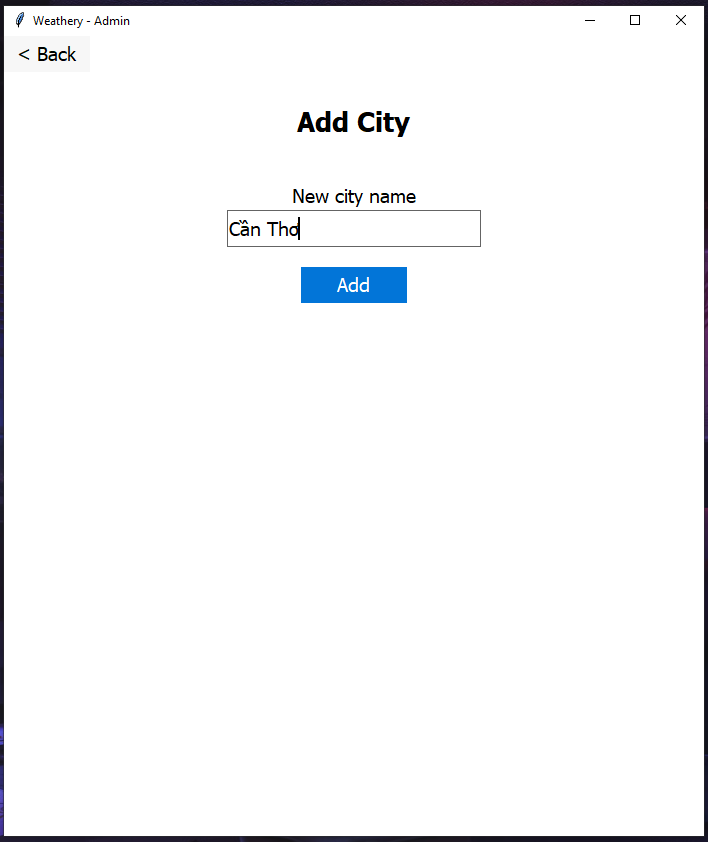 Weathery - Admin
< Back
Add City
New city name
Cần Thơ
Add